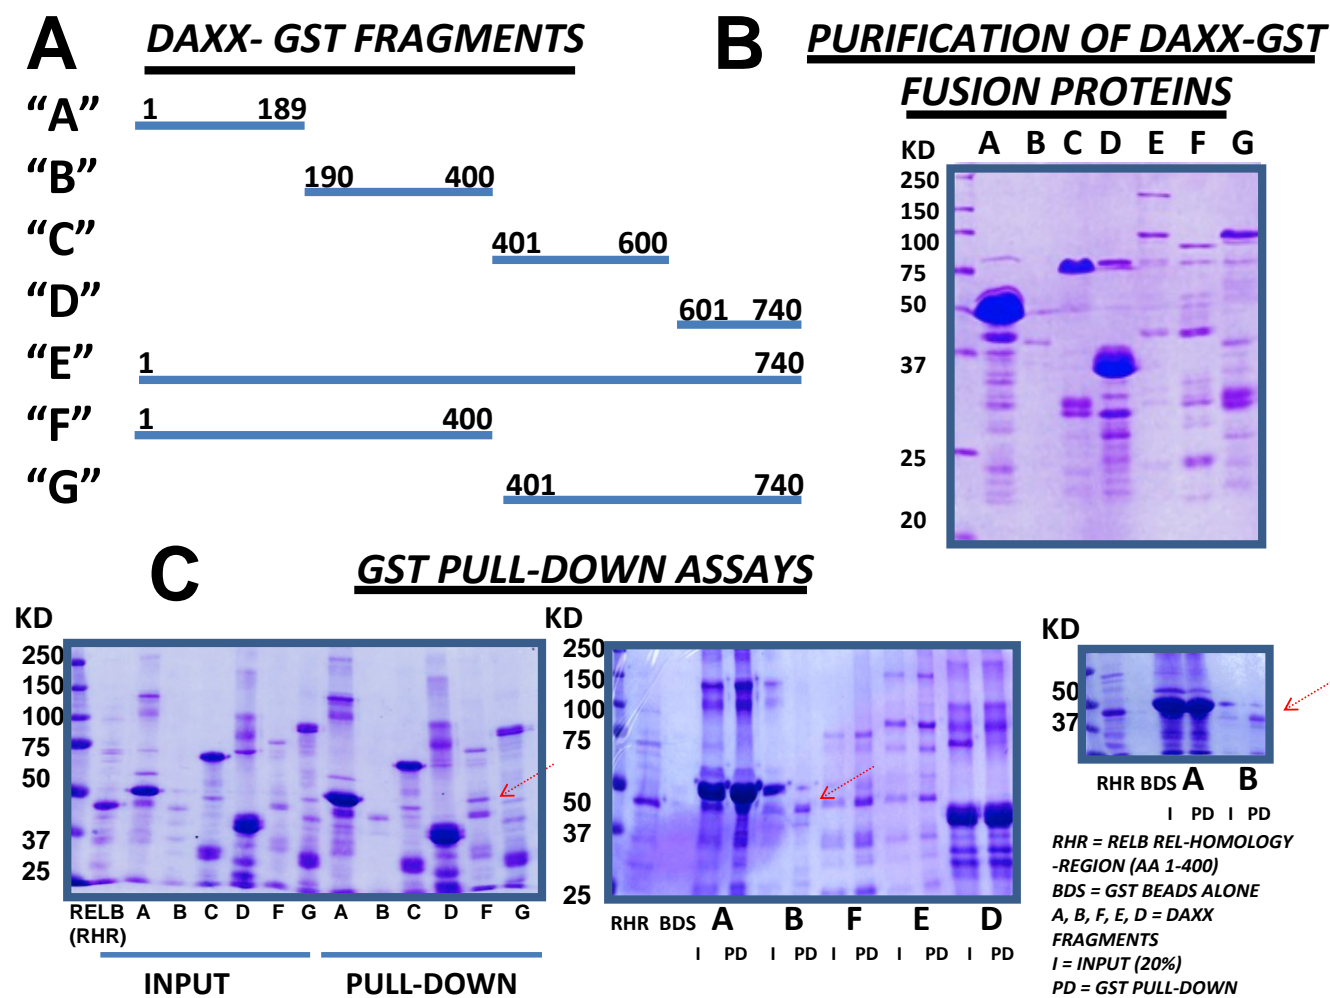 A
DAXX- GST FRAGMENTS
“A” 1 189
“B” 190 400
“C” 401 600
“D” 601 740
“E” 1 740
“F” 1 400
“G” 401 740
B
PURIFICATION OF DAXX-GST
FUSION PROTEINS
KD A B C D E F G
250
150
100
75
50
37
25
20
C
GST PULL-DOWN ASSAYS
KD
250
150
100
75
50
37
25
RELB A B C D F G A B C D F G
(RHR)
INPUT PULL-DOWN
KD
250
150
100
75
50
37
25
RHR BDS A B F E D
I PD I PD I PD I PD I PD
KD
50
37
RHR BDS A B
I PD I PD
RHR = RELB REL-HOMOLOGY
-REGION (AA 1-400)
BDS = GST BEADS ALONE
A, B, F, E, D = DAXX
FRAGMENTS
I = INPUT (20%)
PD = GST PULL-DOWN